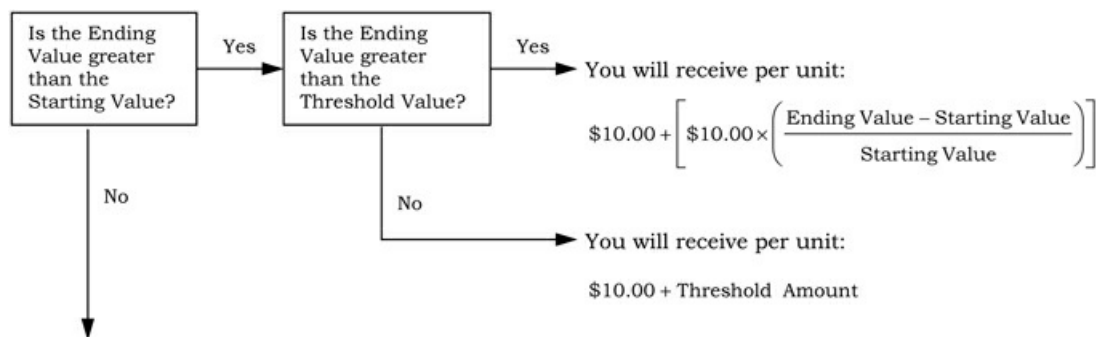 Is the Ending
Value greater
than the
Starting Value?
Yes
Is the Ending
Value greater
than the
Threshold Value?
Yes
You will receive per unit:
$10.00 + [ $10.00 × ( Ending Value – Starting Value / Starting Value ) ]
No
No
You will receive per unit:
$10.00 + Threshold Amount